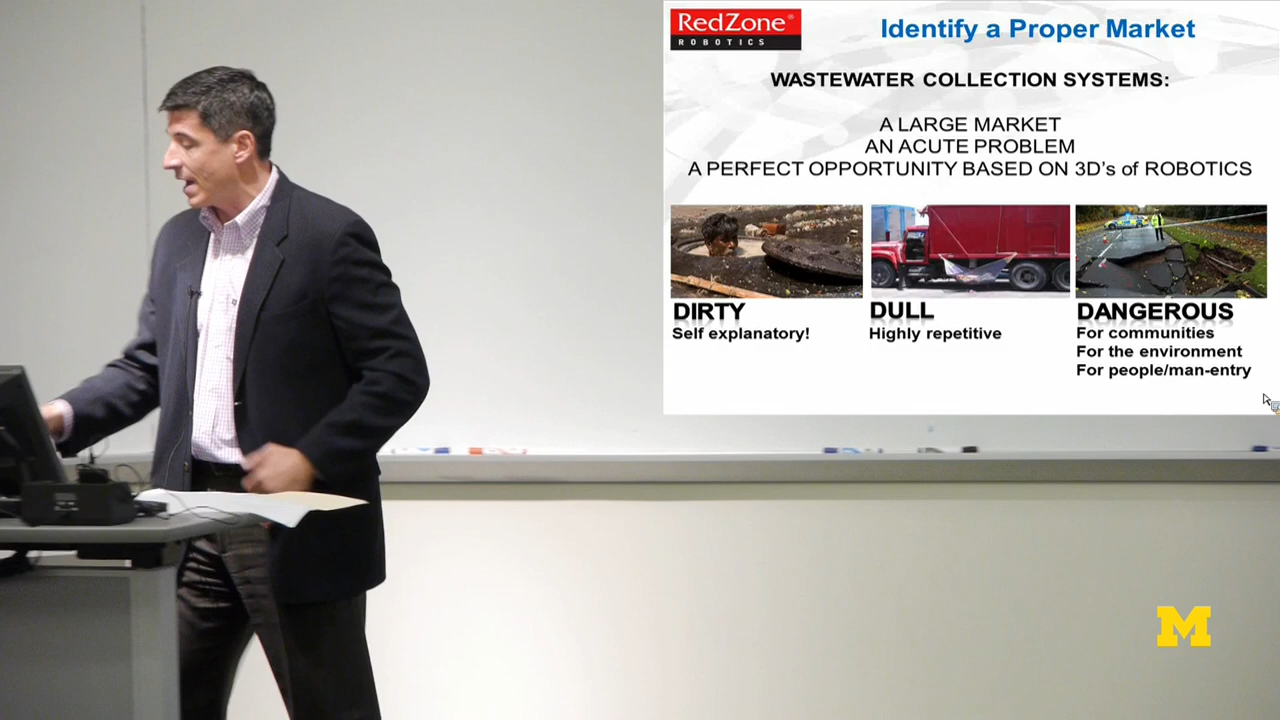 RedZone®
ROBOTICS
Identify a Proper Market
WASTEWATER COLLECTION SYSTEMS:
A LARGE MARKET
AN ACUTE PROBLEM
A PERFECT OPPORTUNITY BASED ON 3D's of ROBOTICS
DIRTY
Self explanatory!
DULL
Highly repetitive
DANGEROUS
For communities
For the environment
For people/man-entry
M